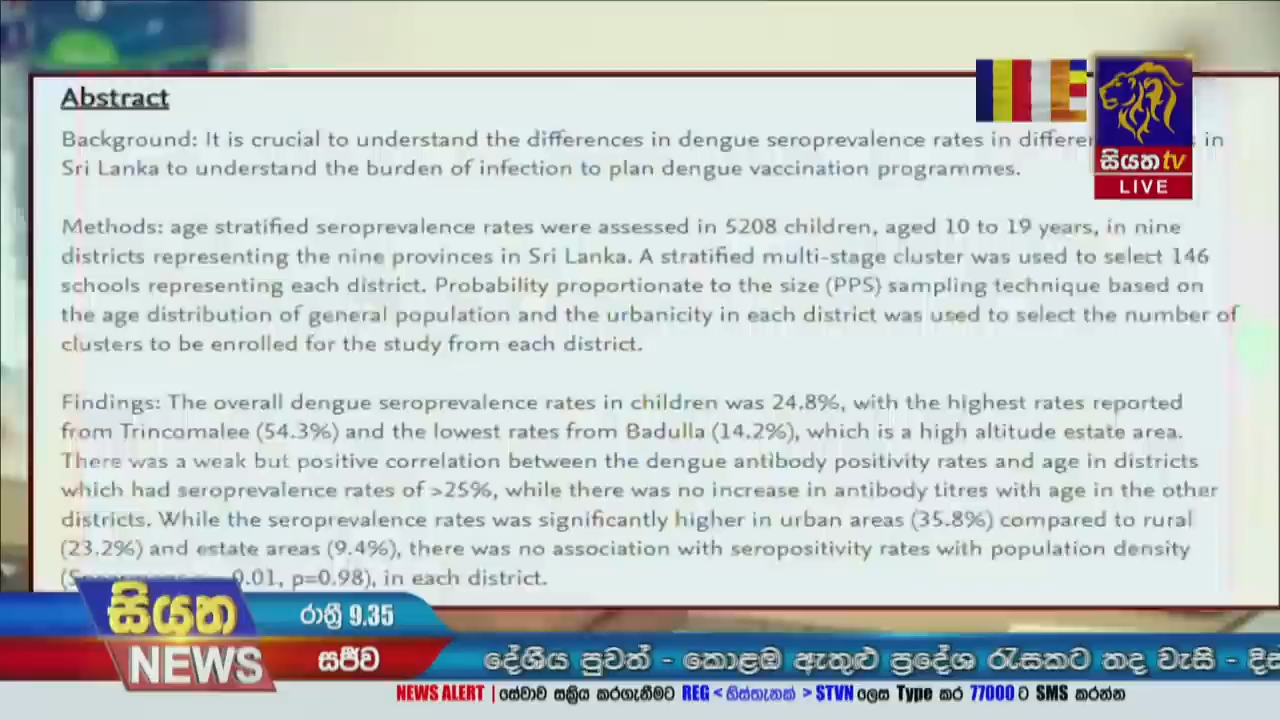 Abstract
Background: It is crucial to understand the differences in dengue seroprevalence rates in in
Sri Lanka to understand the burden of infection to plan dengue vaccination programmes.
Methods: age stratified seroprevalence rates were assessed in 5208 children, aged 10 to 19 years, in nine
districts representing the nine provinces in Sri Lanka. A stratified multi-stage cluster was used to select 146
schools representing each district. Probability proportionate to the size (PPS) sampling technique based on
the age distribution of general population and the urbanicity in each district was used to select the number of
clusters to be enrolled for the study from each district.
Findings: The overall dengue seroprevalence rates in children was 24.8%, with the highest rates reported
from Trincomalee (54.3%) and the lowest rates from Badulla (14.2%), which is a high altitude estate area.
There was a weak but positive correlation between the dengue antibody positivity rates and age in districts
which had seroprevalence rates of >25%, while there was no increase in antibody titres with age in the other
districts. While the seroprevalence rates was significantly higher in urban areas (35.8%) compared to rural
(23.2%) and estate areas (9.4%), there was no association with seropositivity rates with population density
0.01, p=0.98), in each district.
සියත tv
LIVE
සියත
NEWS
රාත්‍රී 9.35
සජීව
දේශීය පුවත් - කොළඹ ඇතුළු ප්‍රදේශ රැසකට තද වැසි -
NEWS ALERT | සේවාව සක්‍රිය කරගැනීමට REG < හිස්තැනක් > STVN ලෙස Type කර 77000 ට SMS කරන්න